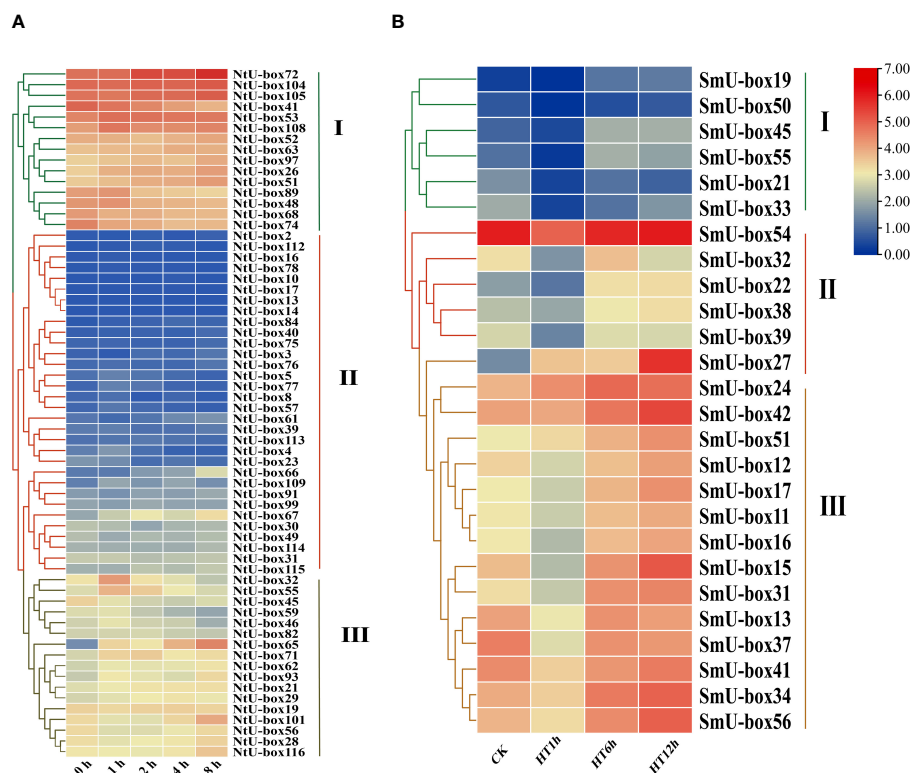 A
NtU-box72
NtU-box104
NtU-box105
NtU-box41
NtU-box53
NtU-box108
NtU-box52
NtU-box63
NtU-box97
NtU-box26
NtU-box51
NtU-box89
NtU-box48
NtU-box68
NtU-box74
NtU-box2
NtU-box112
NtU-box16
NtU-box78
NtU-box10
NtU-box17
NtU-box13
NtU-box14
NtU-box84
NtU-box40
NtU-box75
NtU-box3
NtU-box76
NtU-box5
NtU-box77
NtU-box8
NtU-box57
NtU-box61
NtU-box39
NtU-box113
NtU-box4
NtU-box23
NtU-box66
NtU-box109
NtU-box91
NtU-box99
NtU-box67
NtU-box30
NtU-box49
NtU-box114
NtU-box31
NtU-box115
NtU-box32
NtU-box55
NtU-box45
NtU-box59
NtU-box46
NtU-box82
NtU-box65
NtU-box71
NtU-box62
NtU-box93
NtU-box21
NtU-box29
NtU-box19
NtU-box101
NtU-box56
NtU-box28
NtU-box116
I
II
III
0 h 1 h 2 h 4 h 8 h
B
SmU-box19
SmU-box50
SmU-box45
SmU-box55
SmU-box21
SmU-box33
SmU-box54
SmU-box32
SmU-box22
SmU-box38
SmU-box39
SmU-box27
SmU-box24
SmU-box42
SmU-box51
SmU-box12
SmU-box17
SmU-box11
SmU-box16
SmU-box15
SmU-box31
SmU-box13
SmU-box37
SmU-box41
SmU-box34
SmU-box56
I
II
III
CK HT1h HT6h HT12h
7.00
6.00
5.00
4.00
3.00
2.00
1.00
0.00